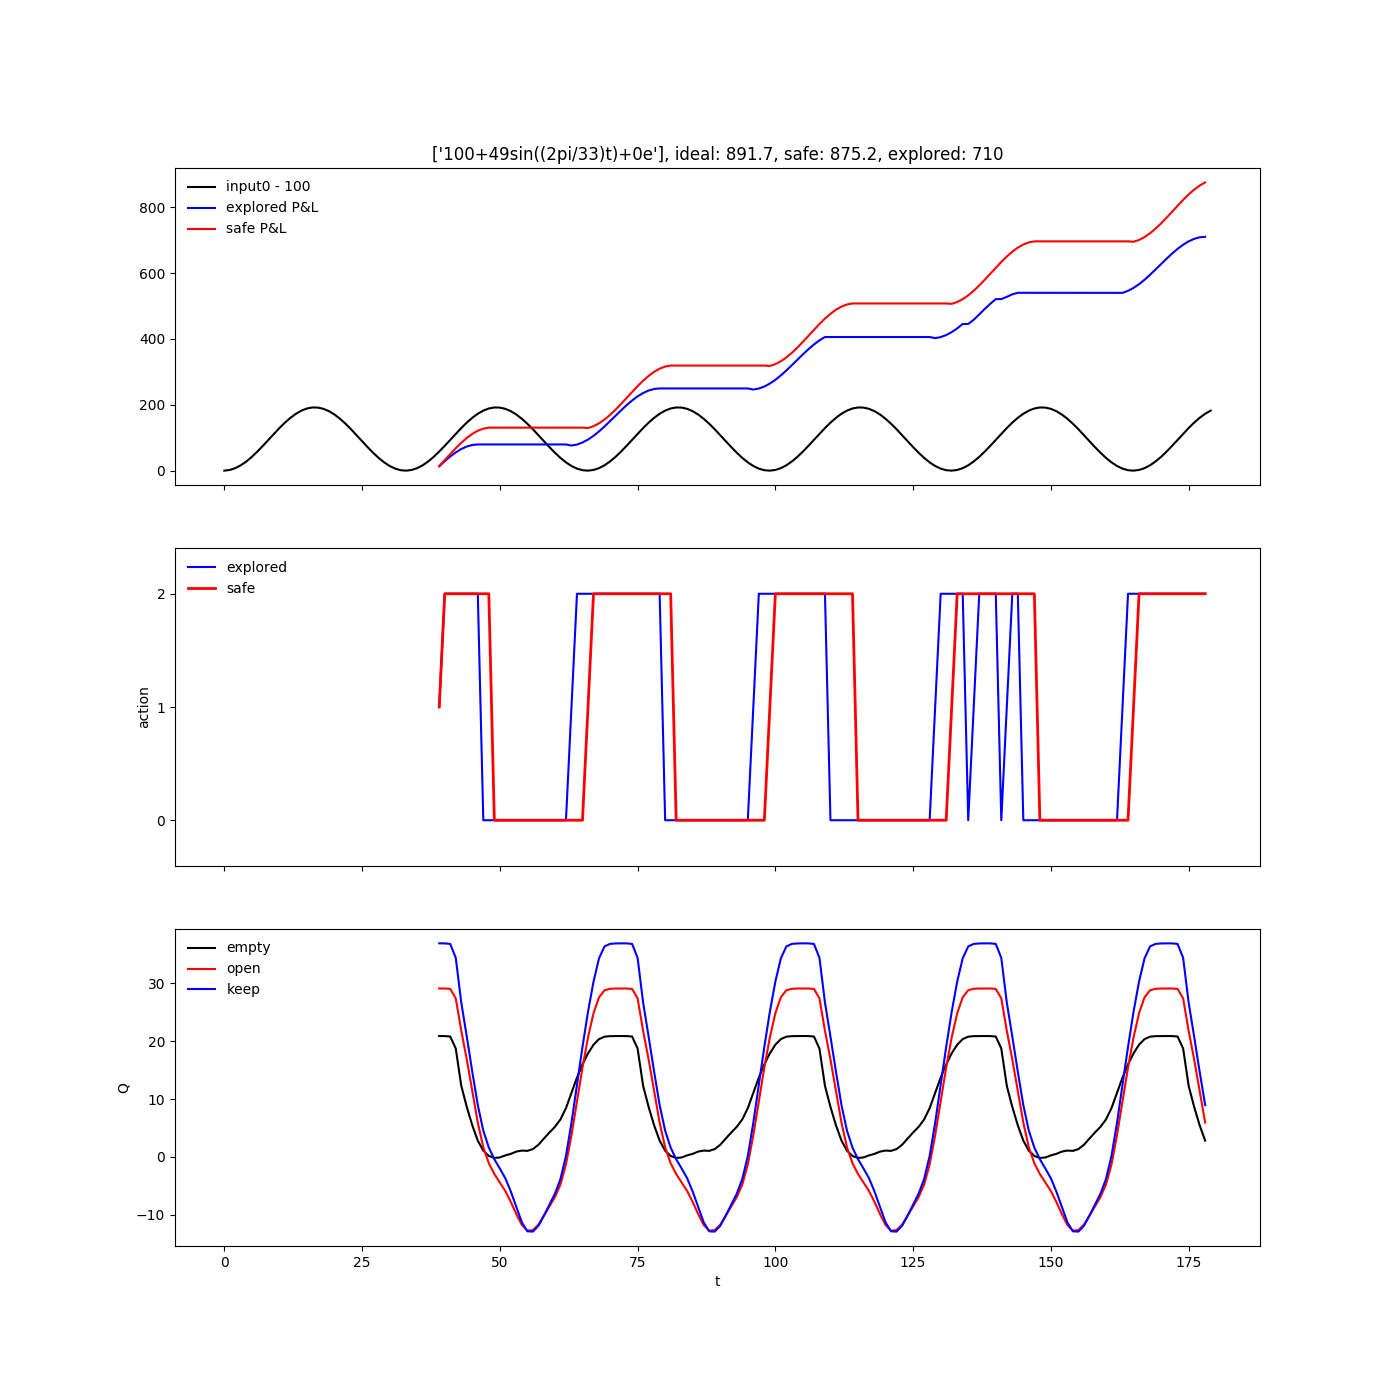 ['100+49sin((2pi/33)t)+0e'], ideal: 891.7, safe: 875.2, explored: 710
input0 - 100
explored P&L
safe P&L
800
600
400
200
0
explored
safe
2
1
0
action
empty
open
keep
30
20
10
0
−10
Q
0 25 50 75 100 125 150 175
t